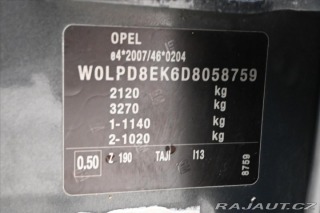 OPEL
e4*2007/46*0204
W0LPD8EK6D8058759
2120 kg
3270 kg
1-1140 kg
2-1020 kg
0.50 Z 190 TAJI I13
8759
RAJAUT.CZ